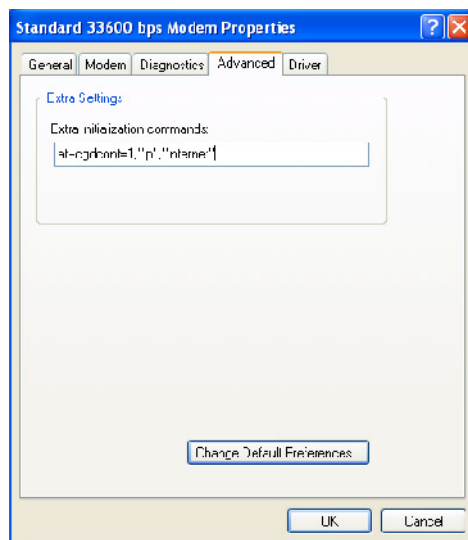 Standard 33600 bps Modem Properties
General Modem Diagnostics Advanced Driver
Extra Settings
Extra initialization commands:
at+cgdcont=1,"ip","internet"
Change Default Preferences...
OK Cancel